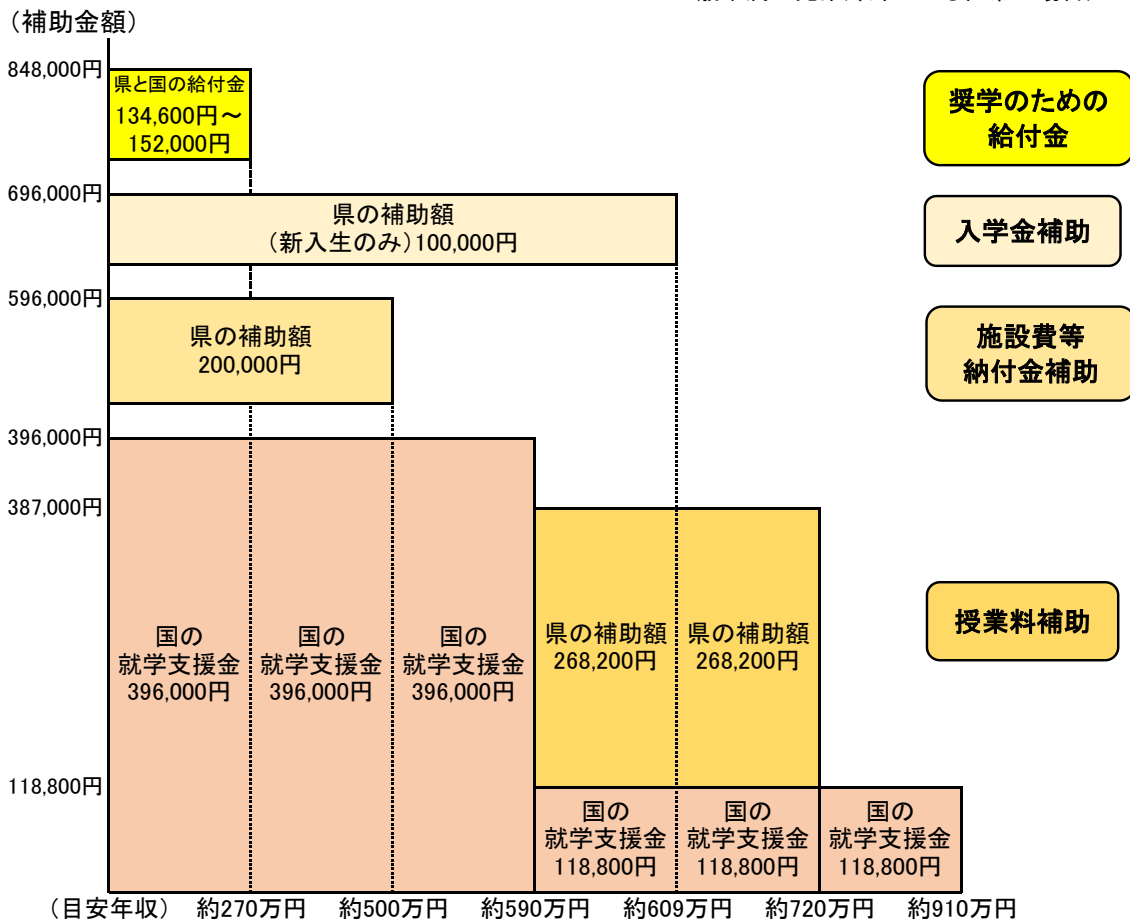 （補助金額）
848,000円
県と国の給付金
134,600円～
152,000円
奨学のための
給付金
696,000円
県の補助額
（新入生のみ）100,000円
入学金補助
596,000円
県の補助額
200,000円
施設費等
納付金補助
396,000円
387,000円
国の
就学支援金
396,000円
国の
就学支援金
396,000円
国の
就学支援金
396,000円
県の補助額
268,200円
県の補助額
268,200円
授業料補助
118,800円
国の
就学支援金
118,800円
国の
就学支援金
118,800円
国の
就学支援金
118,800円
（目安年収） 約270万円 約500万円 約590万円 約609万円 約720万円 約910万円